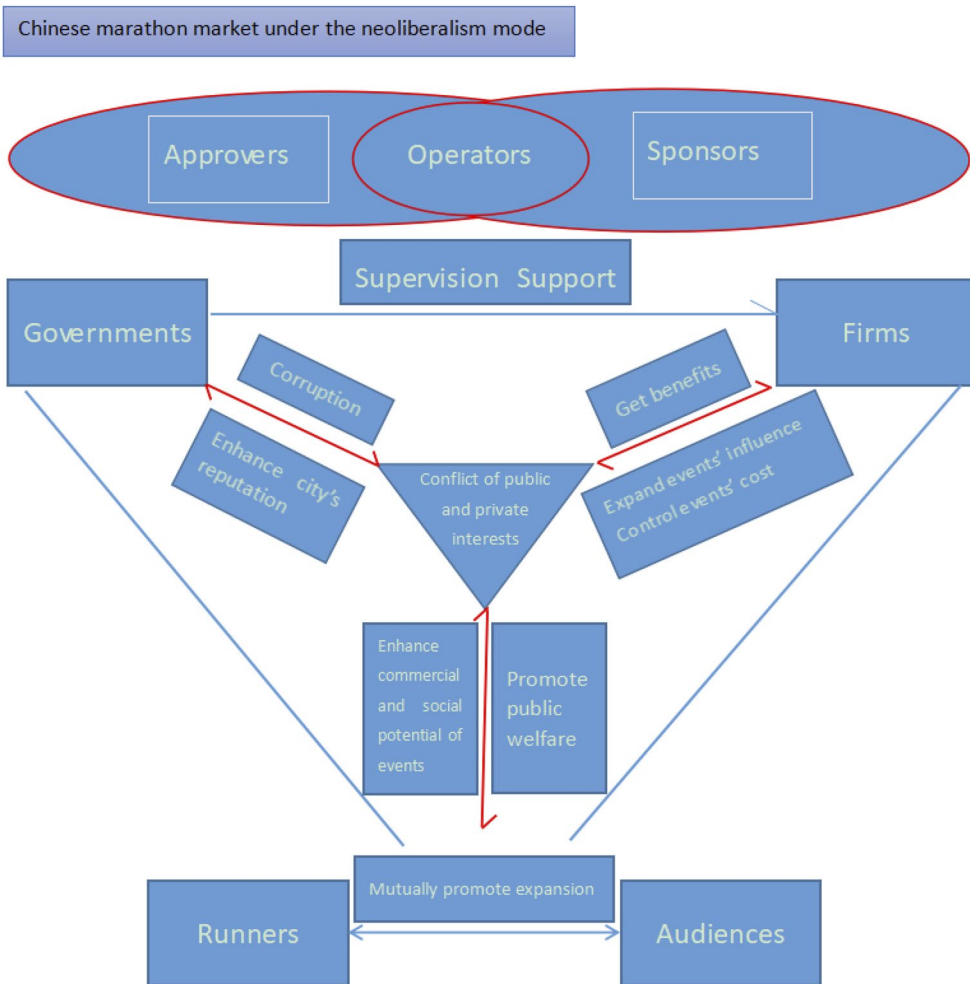 Chinese marathon market under the neoliberalism mode
Approvers
Operators
Sponsors
Supervision Support
Governments
Firms
Corruption
Get benefits
Enhance city's
reputation
Expand events' influence
Control events' cost
Conflict of public
and private
interests
Enhance
commercial
and social
potential of
events
Promote
public
welfare
Mutually promote expansion
Runners
Audiences